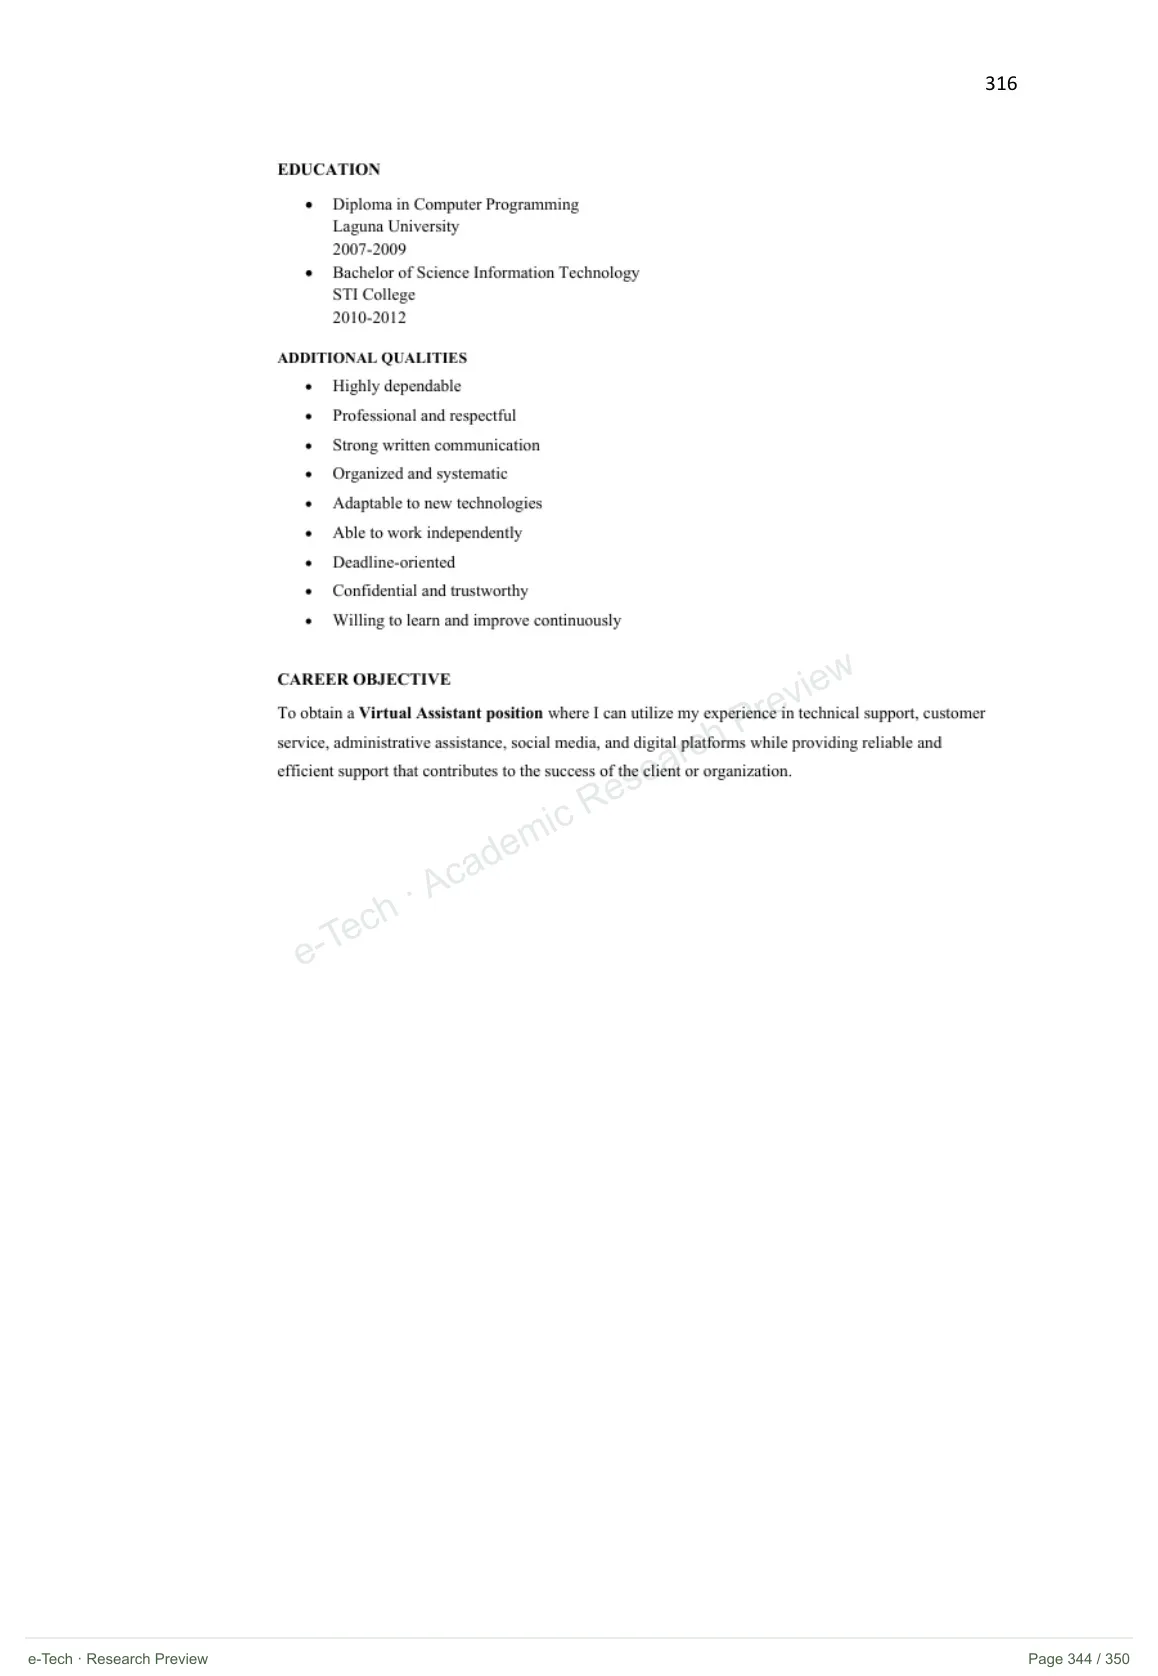 316
EDUCATION
• Diploma in Computer Programming
Laguna University
2007-2009
• Bachelor of Science Information Technology
STI College
2010-2012
ADDITIONAL QUALITIES
• Highly dependable
• Professional and respectful
• Strong written communication
• Organized and systematic
• Adaptable to new technologies
• Able to work independently
• Deadline-oriented
• Confidential and trustworthy
• Willing to learn and improve continuously
CAREER OBJECTIVE
To obtain a Virtual Assistant position where I can utilize my experience in technical support, customer
service, administrative assistance, social media, and digital platforms while providing reliable and
efficient support that contributes to the success of the client or organization.
e-Tech · Academic Research Preview
e-Tech · Research Preview
Page 344 / 350